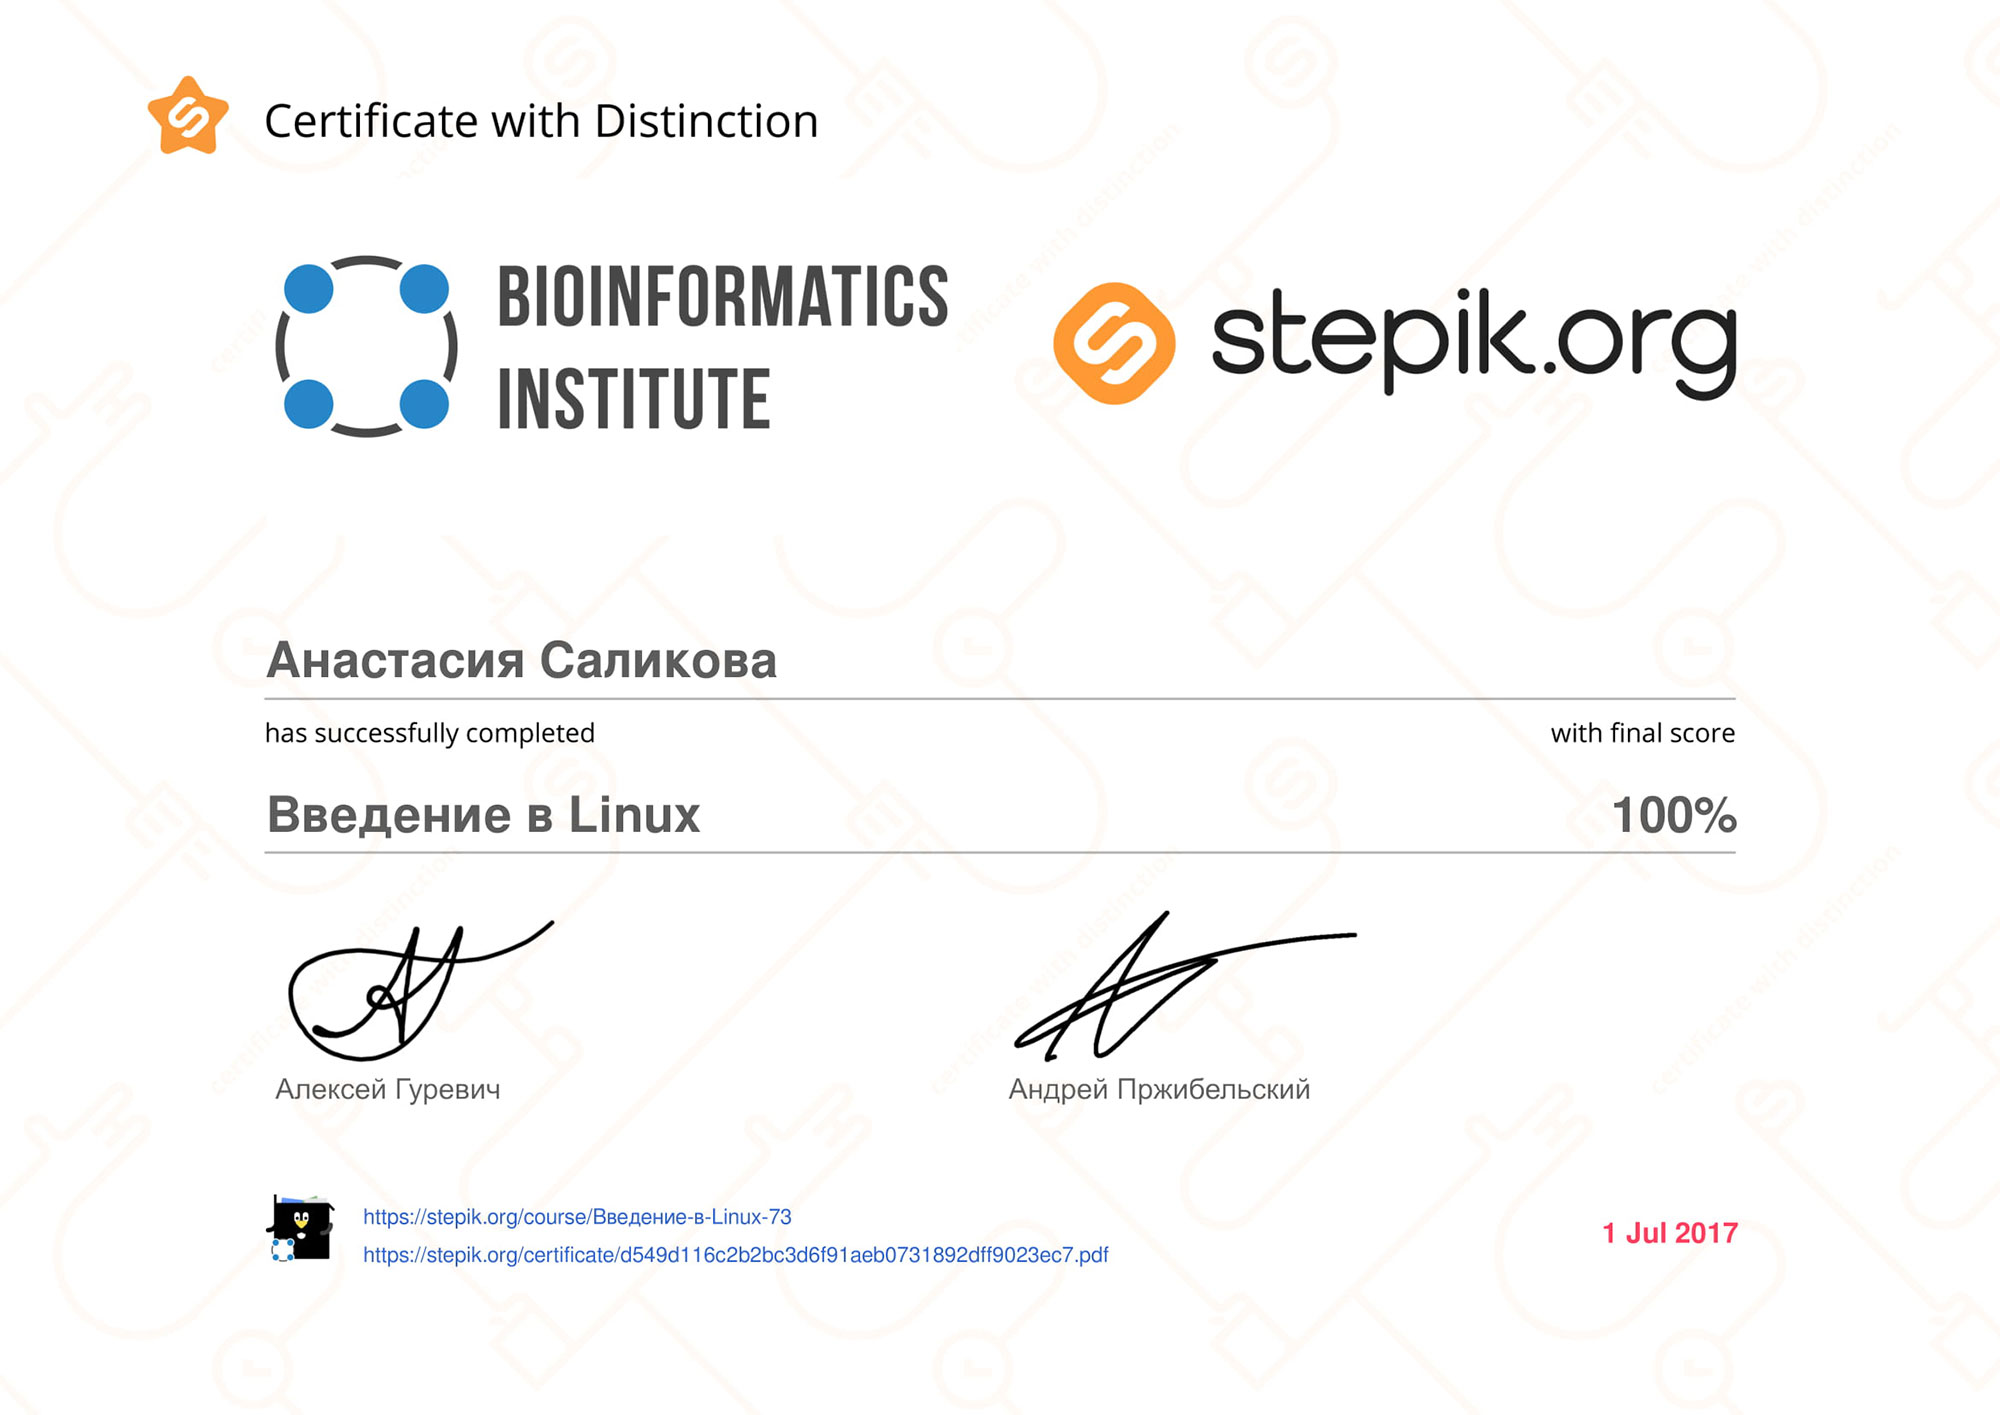 Certificate with Distinction
BIOINFORMATICS
INSTITUTE
stepik.org
Анастасия Саликова
has successfully completed
with final score
Введение в Linux
100%
Алексей Гуревич
Андрей Пржибельский
https://stepik.org/course/Введение-в-Linux-73
https://stepik.org/certificate/d549d116c2b2bc3d6f91aeb0731892dff9023ec7.pdf
1 Jul 2017